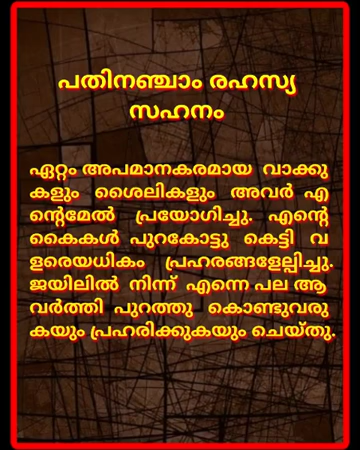 പതിനഞ്ചാം രഹസ്യ
സഹനം
ഏറ്റം അപമാനകരമായ വാക്കു
കളും ശൈലികളും അവർ എ
ന്റെമേൽ പ്രയോഗിച്ചു. എന്റെ
കൈകൾ പുറകോട്ടു കെട്ടി വ
ളരെയധികം പ്രഹരങ്ങളേല്പിച്ചു.
ജയിലിൽ നിന്ന് എന്നെ പല ആ
വർത്തി പുറത്തു കൊണ്ടുവരു
കയും പ്രഹരിക്കുകയും ചെയ്തു.